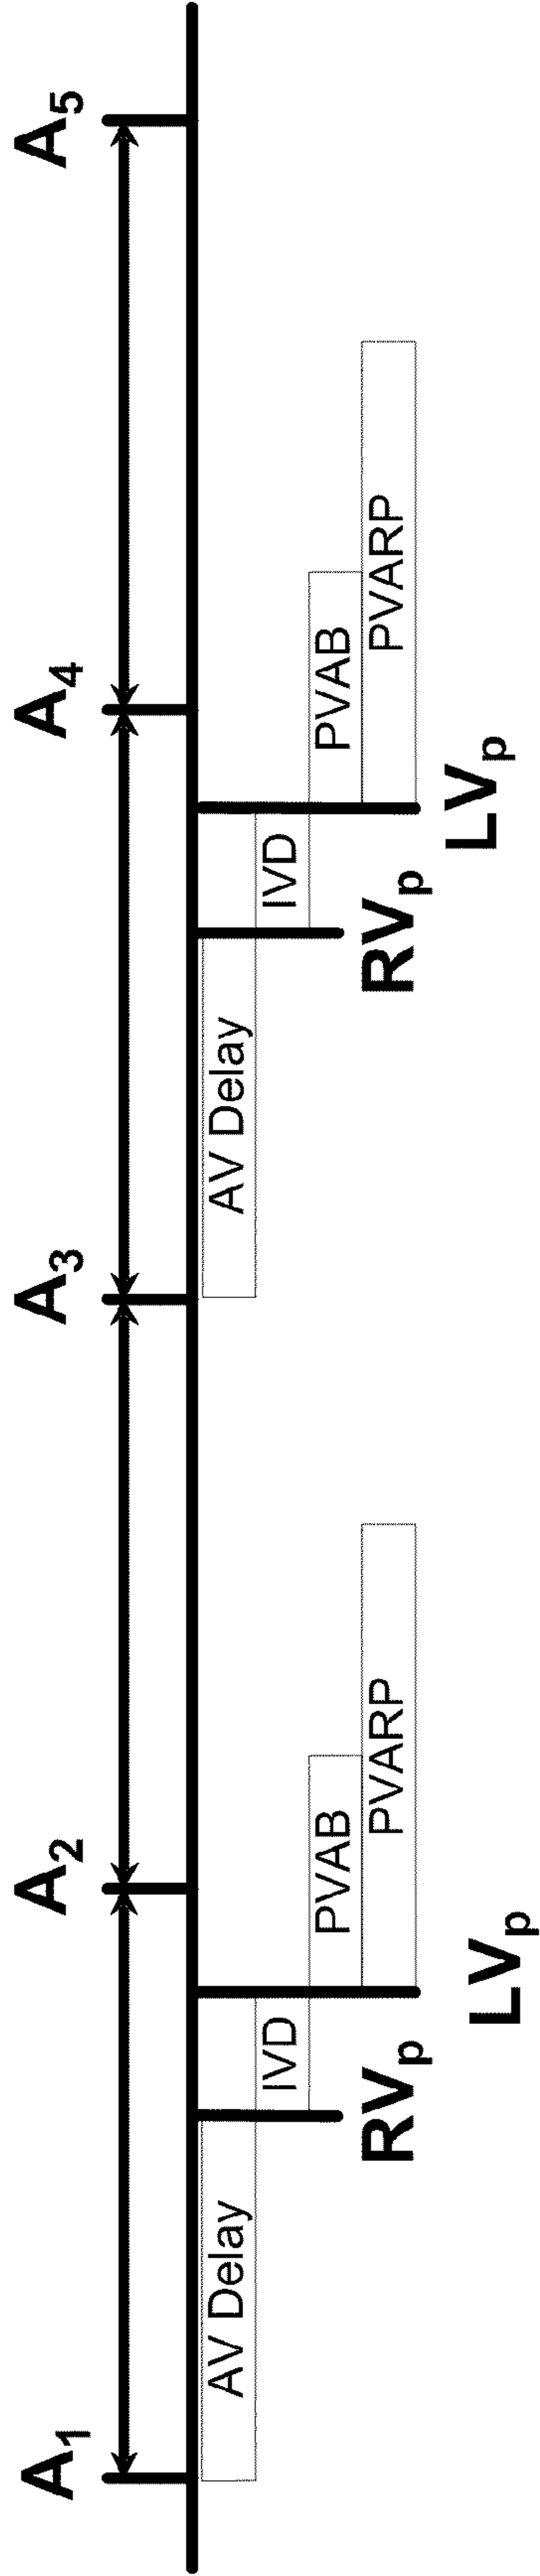 A1 A2 A3 A4 A5
AV Delay AV Delay
IVD IVD
PVAB PVAB
PVARP PVARP
RVp RVp
LVp LVp